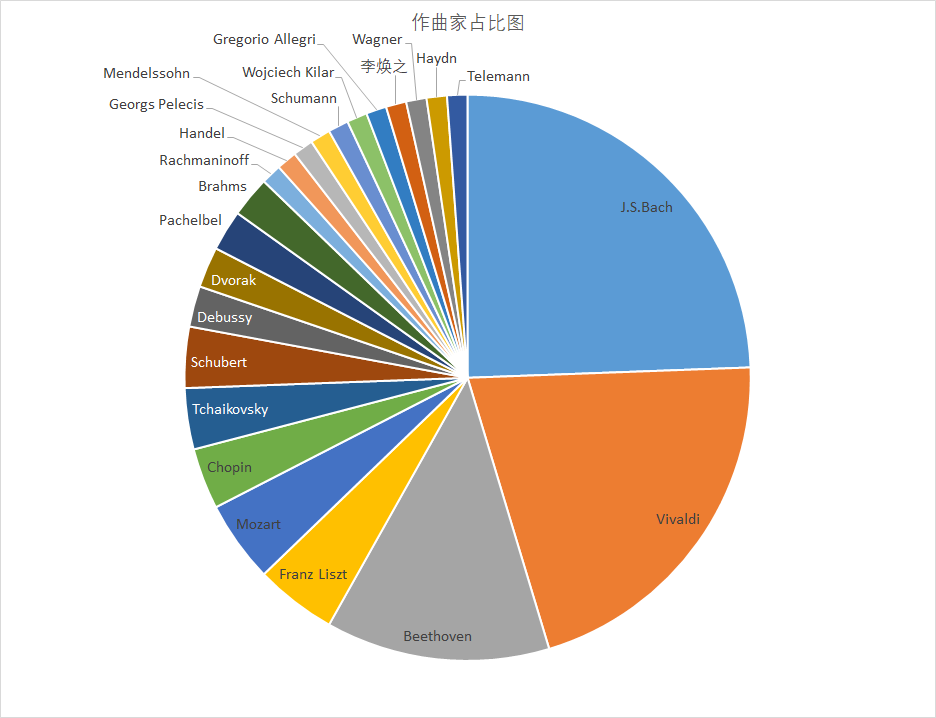 作曲家占比图
Gregorio Allegri
Wagner
Haydn
Mendelssohn
Wojciech Kilar
李焕之
Telemann
Georgs Pelecis
Schumann
Handel
Rachmaninoff
Brahms
Pachelbel
J.S.Bach
Dvorak
Debussy
Schubert
Tchaikovsky
Chopin
Mozart
Vivaldi
Franz Liszt
Beethoven